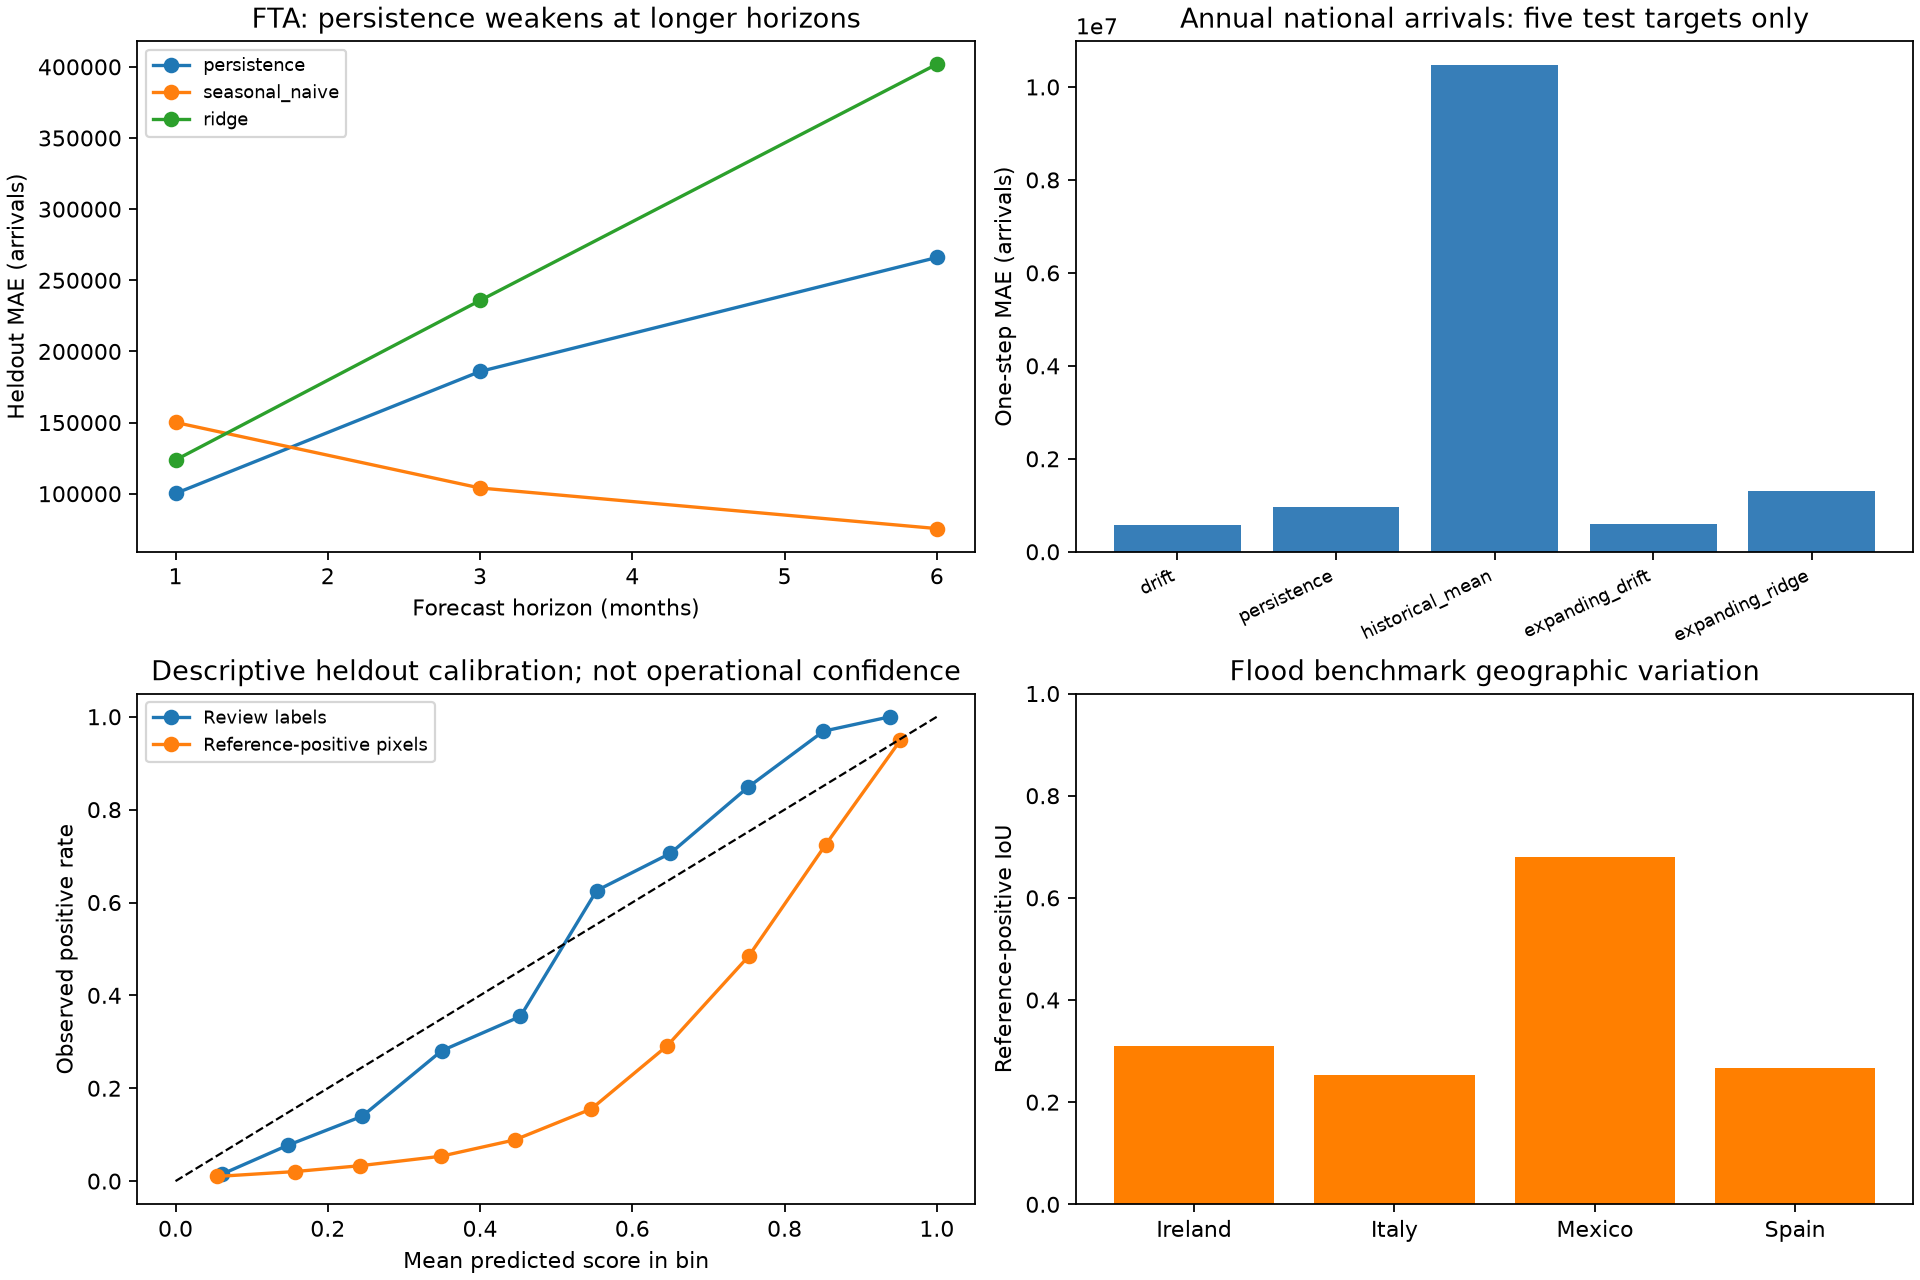 FTA: persistence weakens at longer horizons
persistence
seasonal_naive
ridge
400000
350000
300000
250000
200000
150000
100000
Heldout MAE (arrivals)
1 2 3 4 5 6
Forecast horizon (months)
Annual national arrivals: five test targets only
1e7
1.0
0.8
0.6
0.4
0.2
0.0
One-step MAE (arrivals)
drift
persistence
historical_mean
expanding_drift
expanding_ridge
Descriptive heldout calibration; not operational confidence
Review labels
Reference-positive pixels
1.0
0.8
0.6
0.4
0.2
0.0
Observed positive rate
0.0 0.2 0.4 0.6 0.8 1.0
Mean predicted score in bin
Flood benchmark geographic variation
1.0
0.8
0.6
0.4
0.2
0.0
Reference-positive IoU
Ireland Italy Mexico Spain